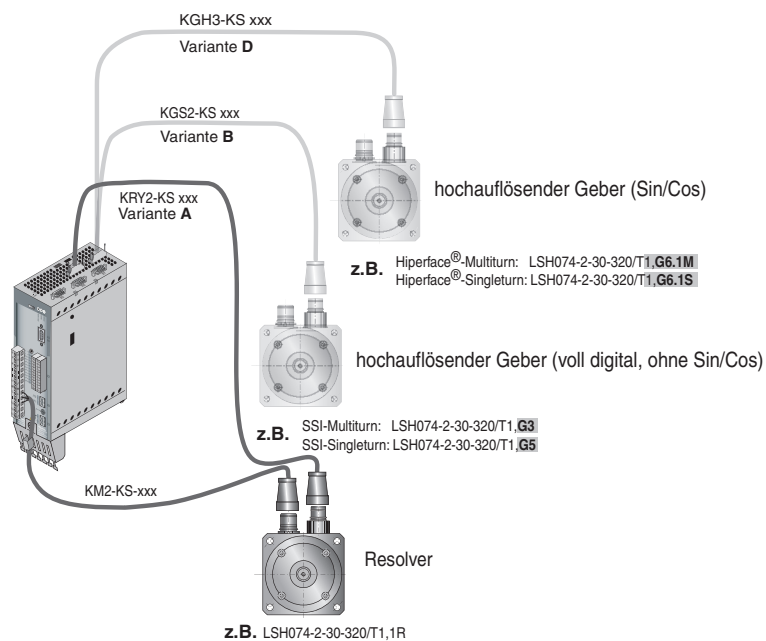 KGH3-KS xxx
Variante D
KGS2-KS xxx
Variante B
KRY2-KS xxx
Variante A
hochauflösender Geber (Sin/Cos)
z.B. Hiperface®-Multiturn: LSH074-2-30-320/T1,G6.1M
Hiperface®-Singleturn: LSH074-2-30-320/T1,G6.1S
hochauflösender Geber (voll digital, ohne Sin/Cos)
z.B. SSI-Multiturn: LSH074-2-30-320/T1,G3
SSI-Singleturn: LSH074-2-30-320/T1,G5
KM2-KS-xxx
Resolver
z.B. LSH074-2-30-320/T1,1R